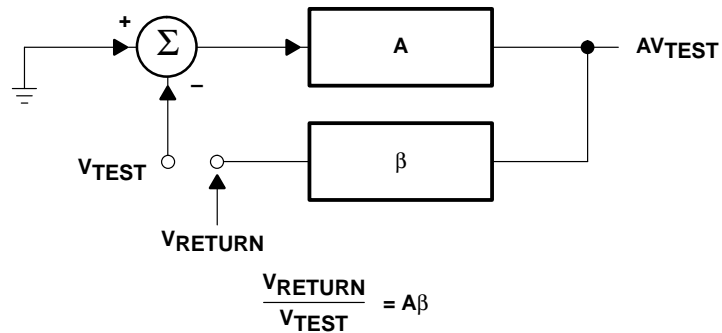 +
Σ
A
AV_TEST
−
V_TEST
β
V_RETURN
V_RETURN
V_TEST
= Aβ